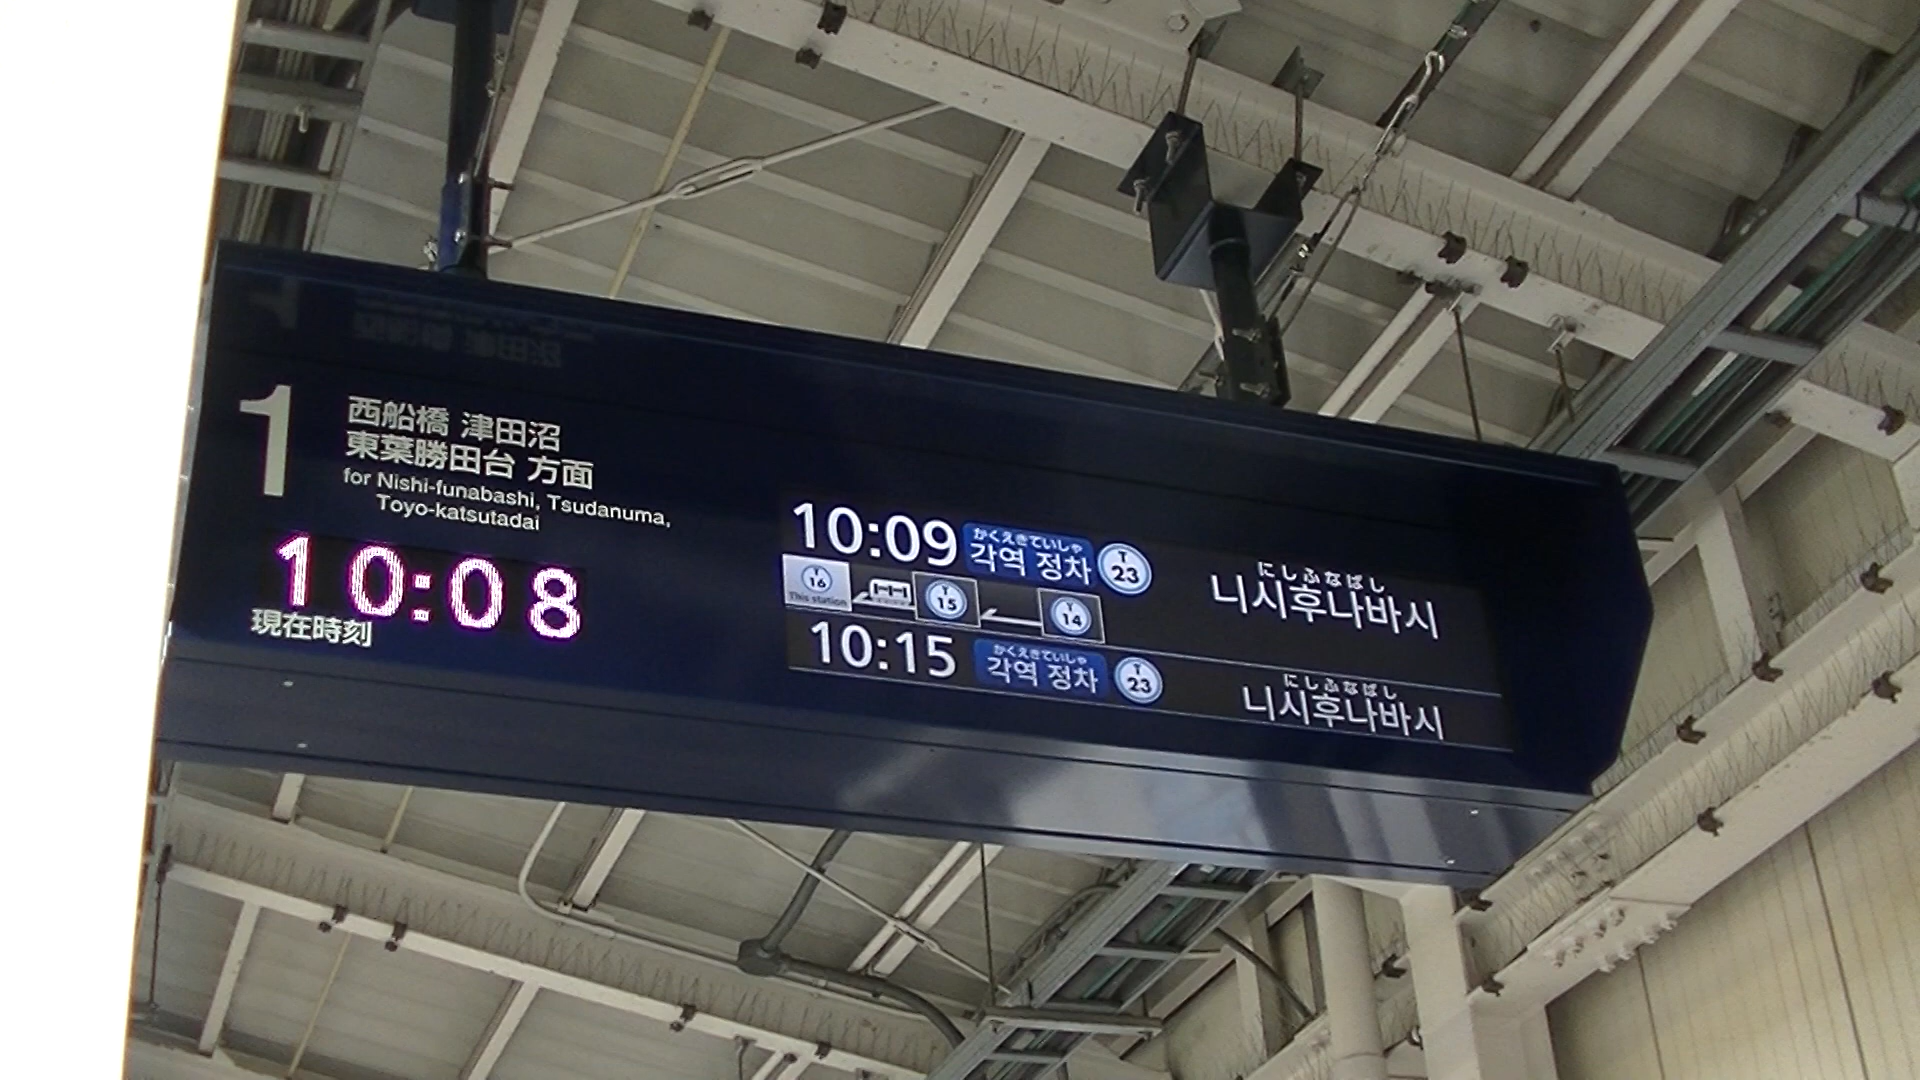 1
西船橋 津田沼
東葉勝田台 方面
for Nishi-funabashi, Tsudanuma,
Toyo-katsutadai
10:08
現在時刻
かくえきていしゃ
10:09 각역 정차 T 23
にしふなばし
니시후나바시
T 16 This station
T 15
T 14
かくえきていしゃ
10:15 각역 정차 T 23
にしふなばし
니시후나바시